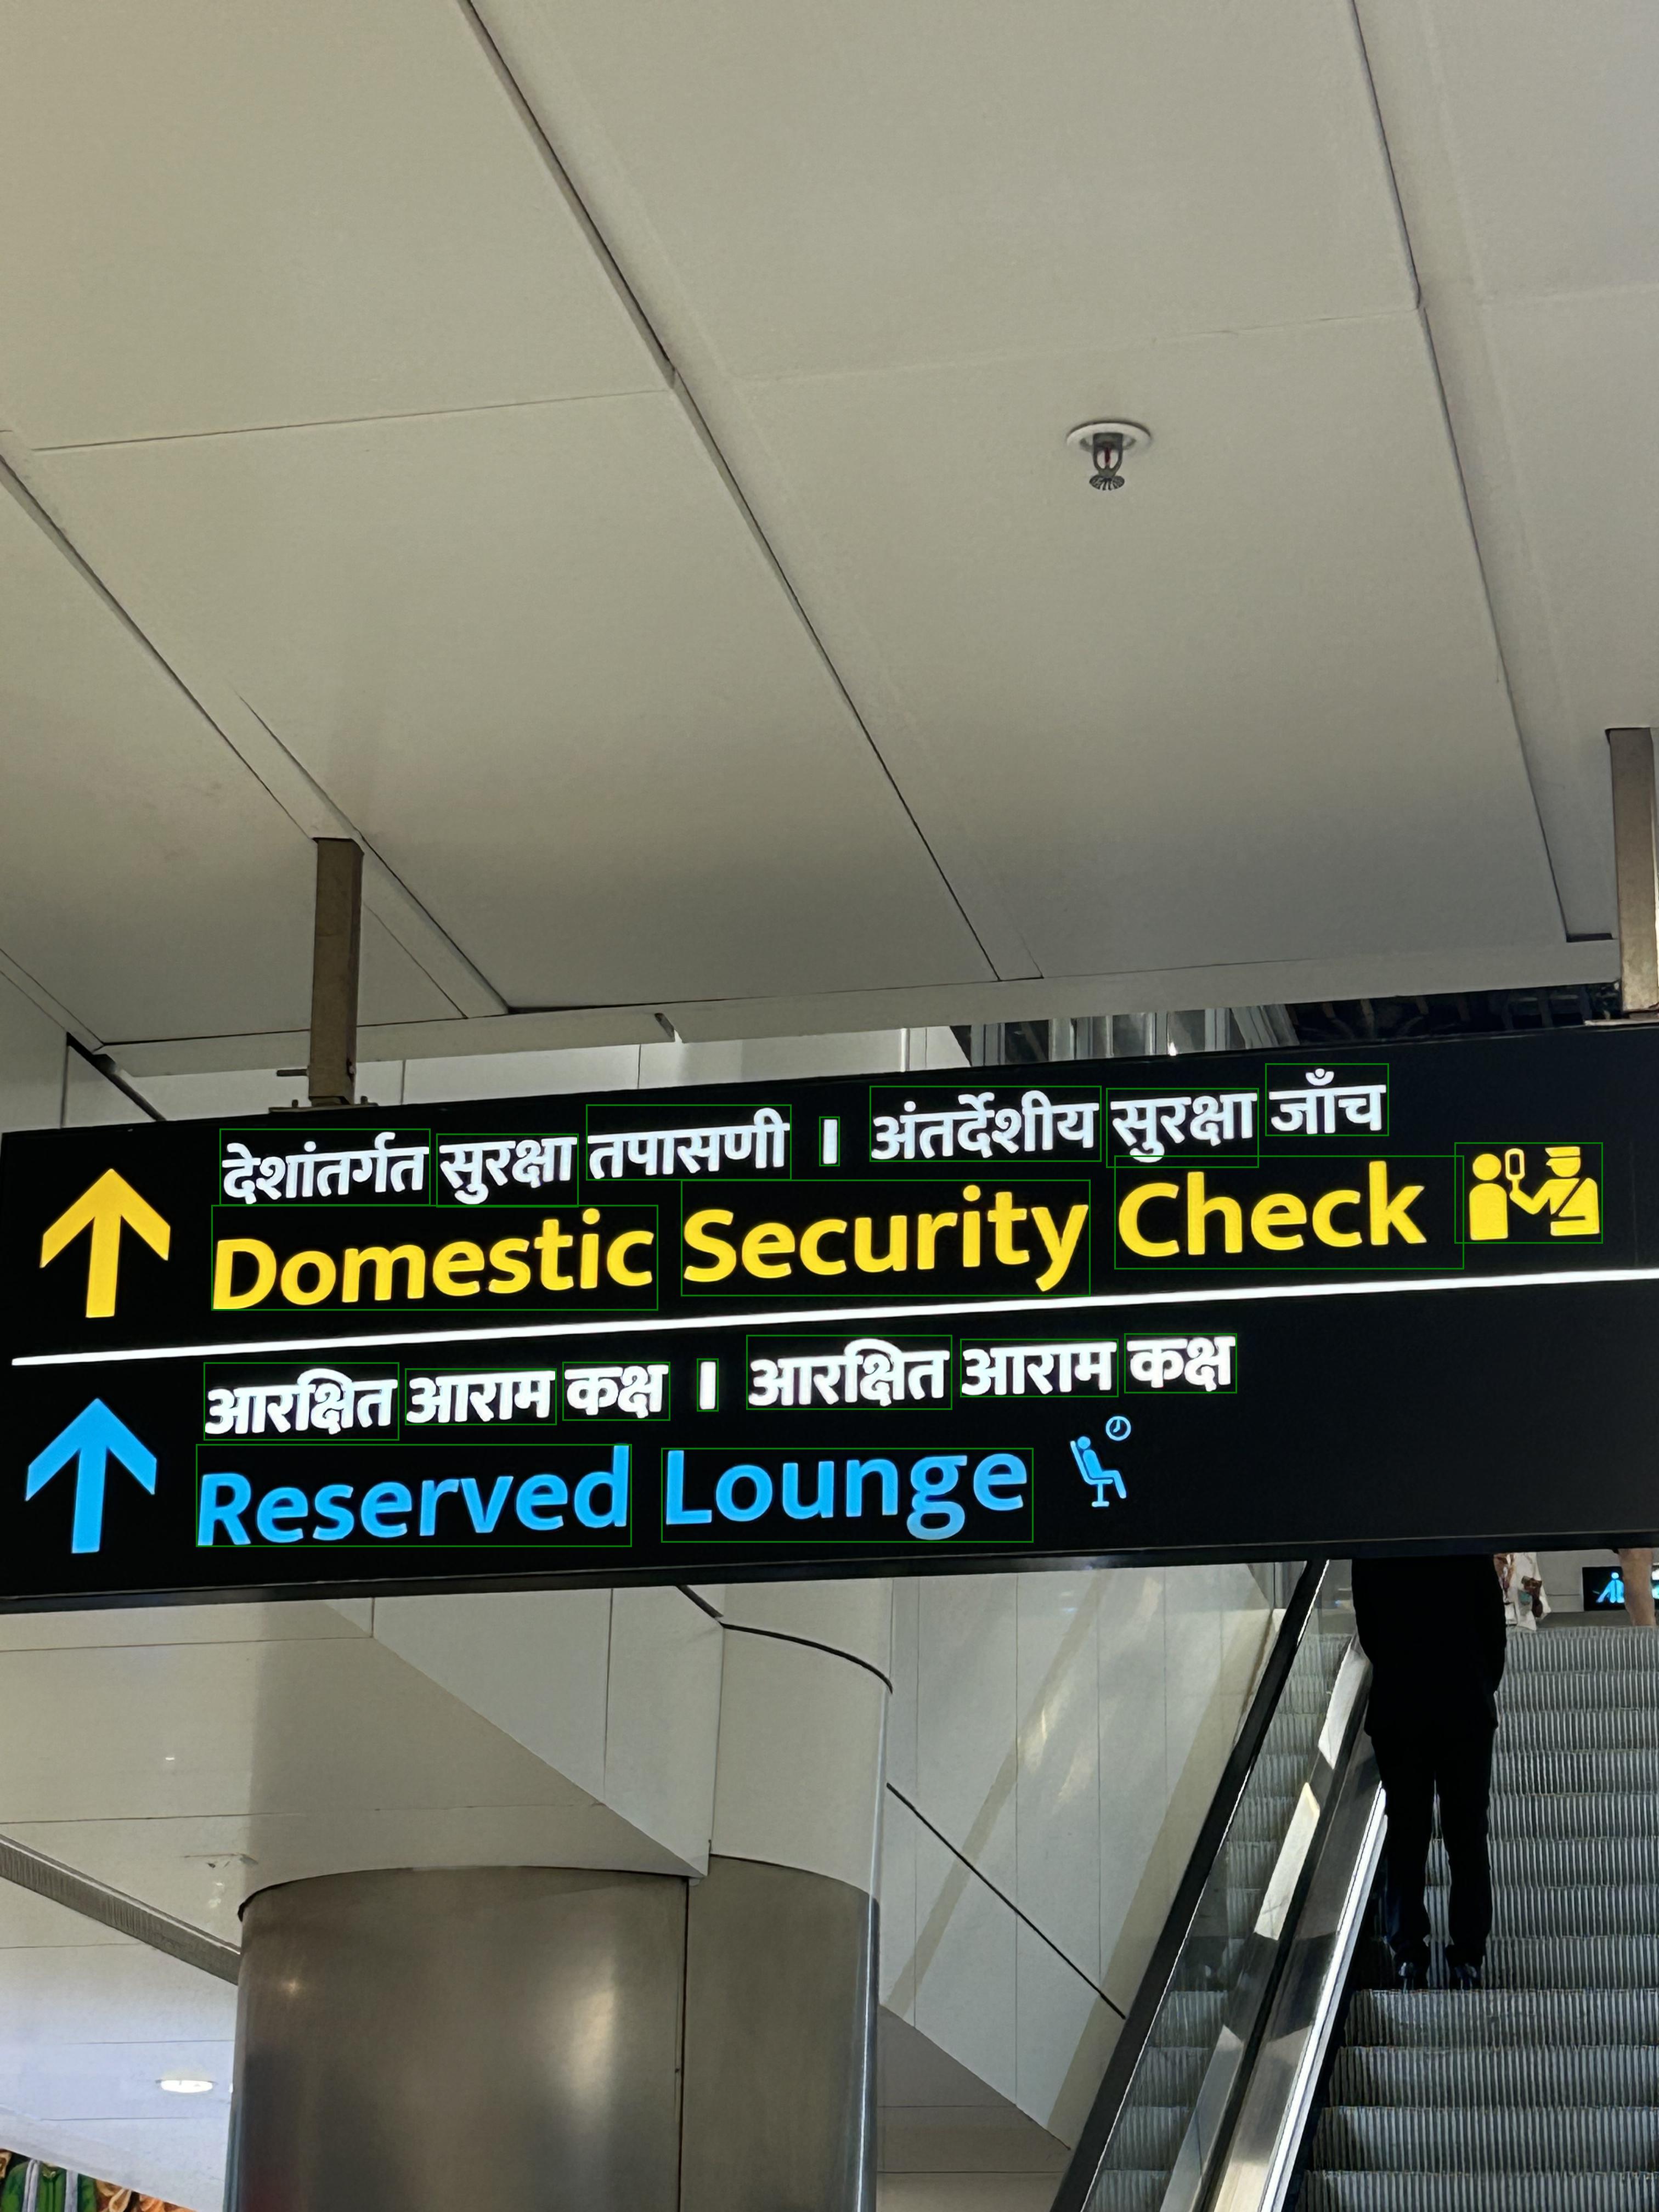 देशांतर्गत सुरक्षा तपासणी | अंतर्देशीय सुरक्षा जाँच
Domestic Security Check
आरक्षित आराम कक्ष | आरक्षित आराम कक्ष
Reserved Lounge